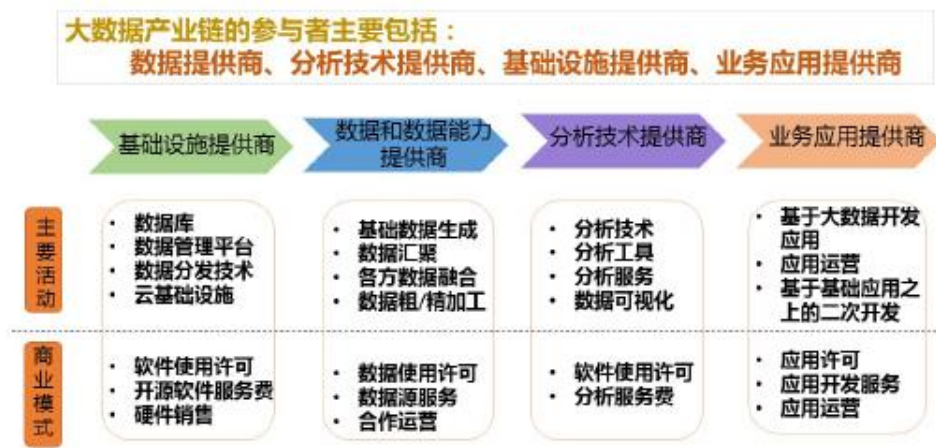 大数据产业链的参与者主要包括：
数据提供商、分析技术提供商、基础设施提供商、业务应用提供商
基础设施提供商
数据和数据能力
提供商
分析技术提供商
业务应用提供商
主要活动
• 数据库
• 数据管理平台
• 数据分发技术
• 云基础设施
• 基础数据生成
• 数据汇聚
• 各方数据融合
• 数据粗/精加工
• 分析技术
• 分析工具
• 分析服务
• 数据可视化
• 基于大数据开发
应用
• 应用运营
• 基于基础应用之
上的二次开发
商业模式
• 软件使用许可
• 开源软件服务费
• 硬件销售
• 数据使用许可
• 数据源服务
• 合作运营
• 软件使用许可
• 分析服务费
• 应用许可
• 应用开发服务
• 应用运营